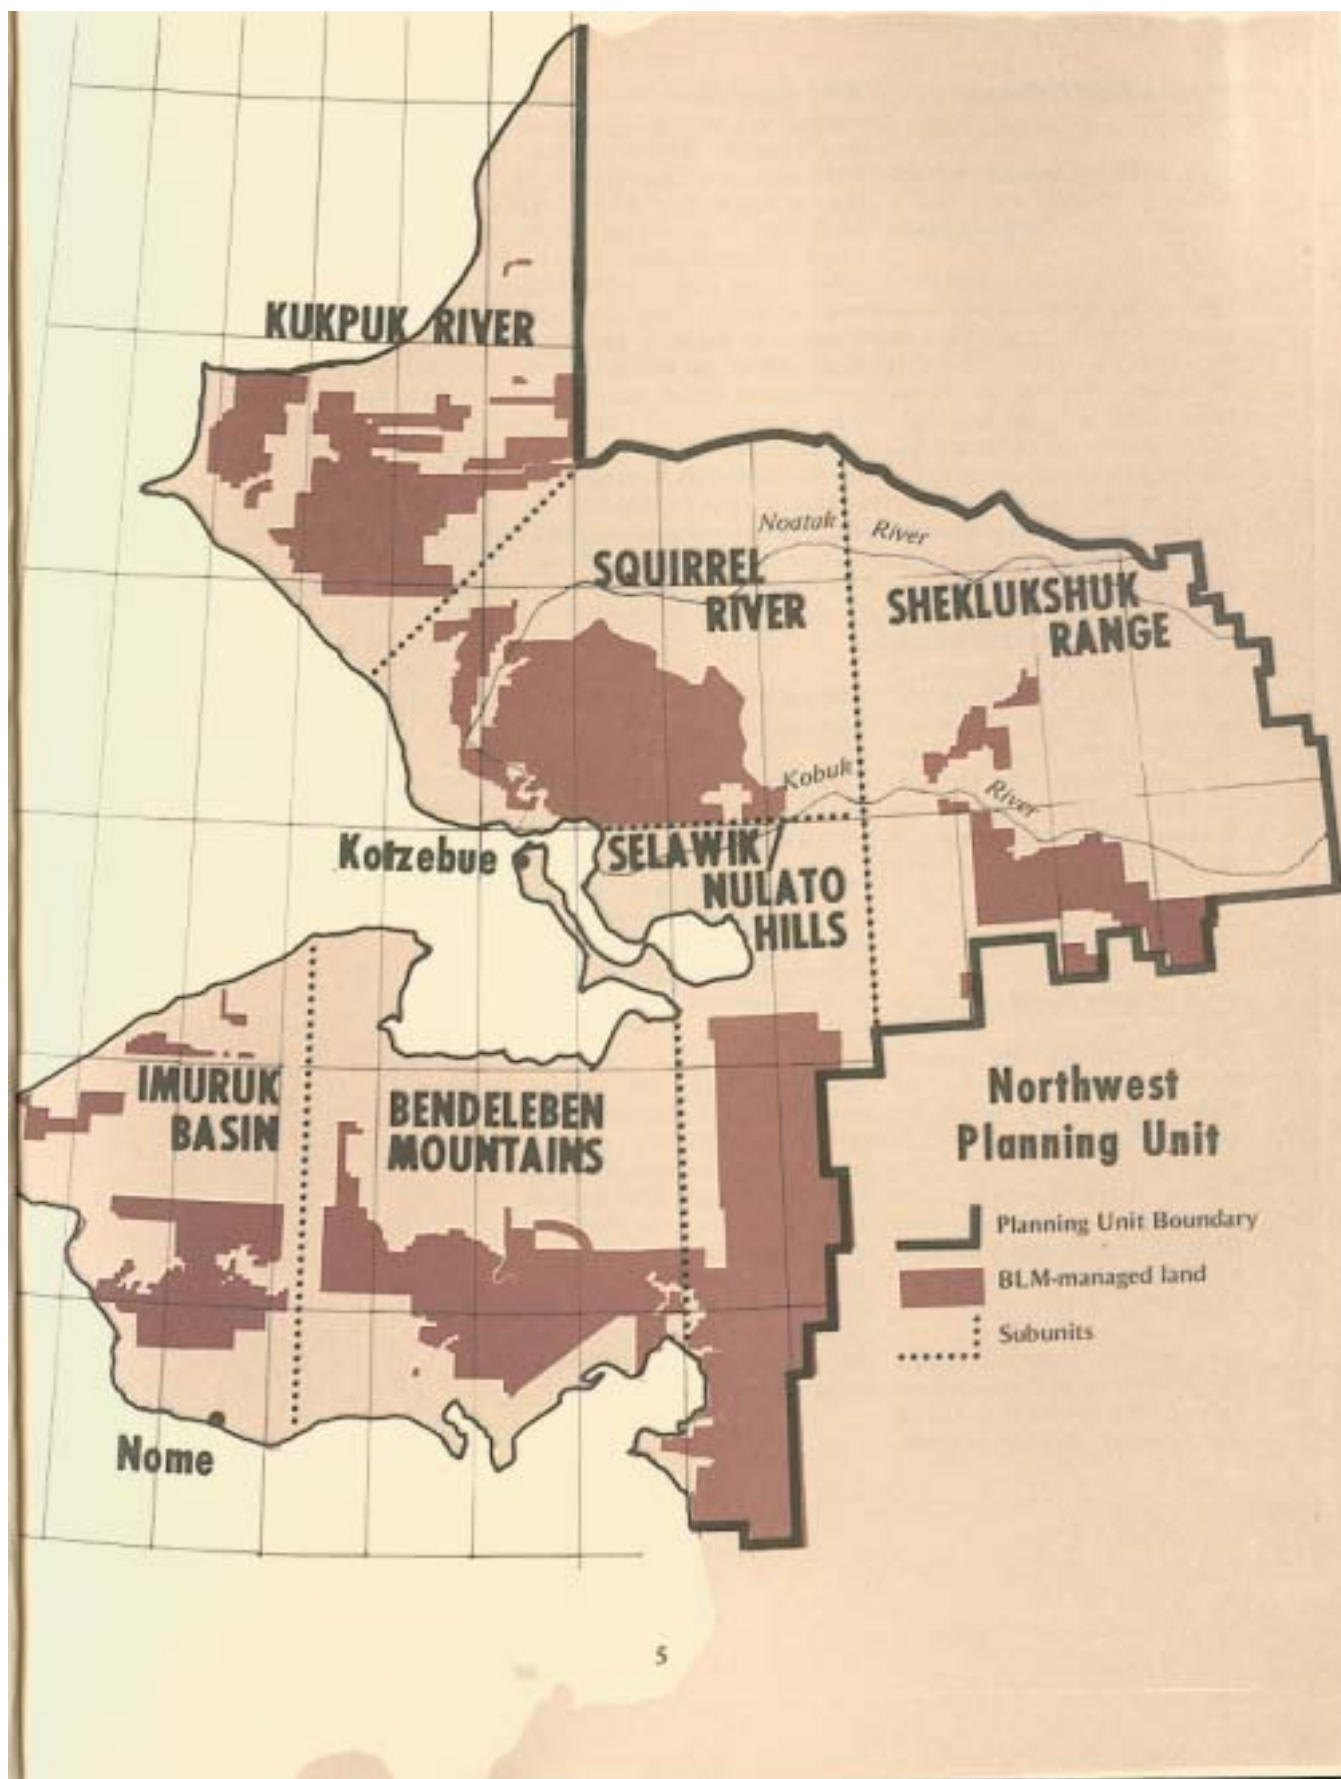 KUKPUK RIVER
Noatak River
SQUIRREL
RIVER
SHEKLUKSHUK
RANGE
Kobuk River
Kotzebue
SELAWIK
NULATO
HILLS
IMURUK
BASIN
BENDELEBEN
MOUNTAINS
Northwest
Planning Unit
Planning Unit Boundary
BLM-managed land
Subunits
Nome
5